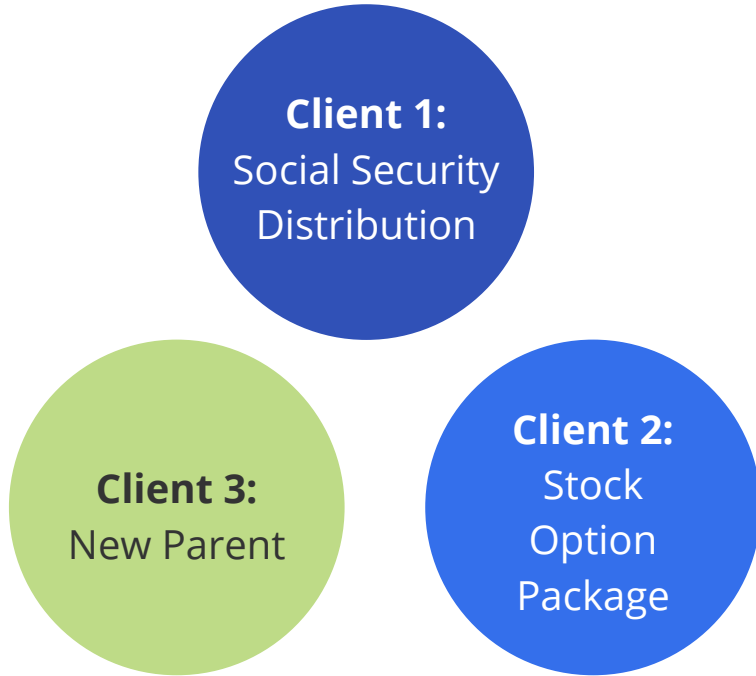 Client 1:
Social Security
Distribution
Client 2:
Stock
Option
Package
Client 3:
New Parent